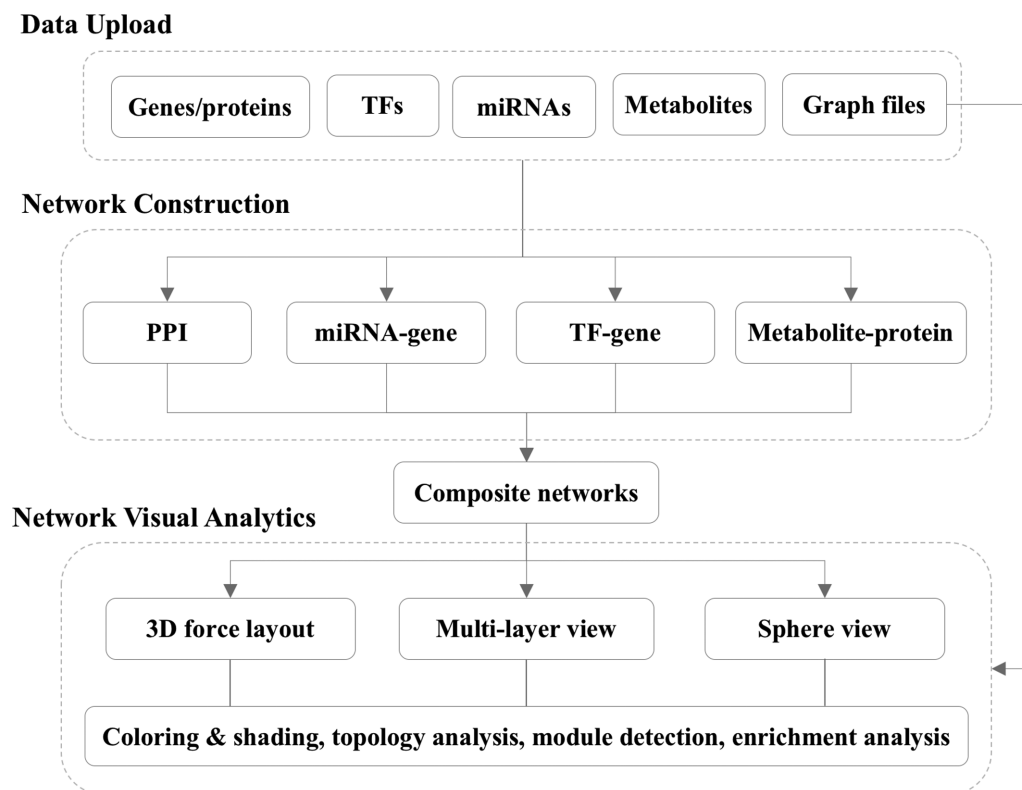 Data Upload
Genes/proteins
TFs
miRNAs
Metabolites
Graph files
Network Construction
PPI
miRNA-gene
TF-gene
Metabolite-protein
Composite networks
Network Visual Analytics
3D force layout
Multi-layer view
Sphere view
Coloring & shading, topology analysis, module detection, enrichment analysis